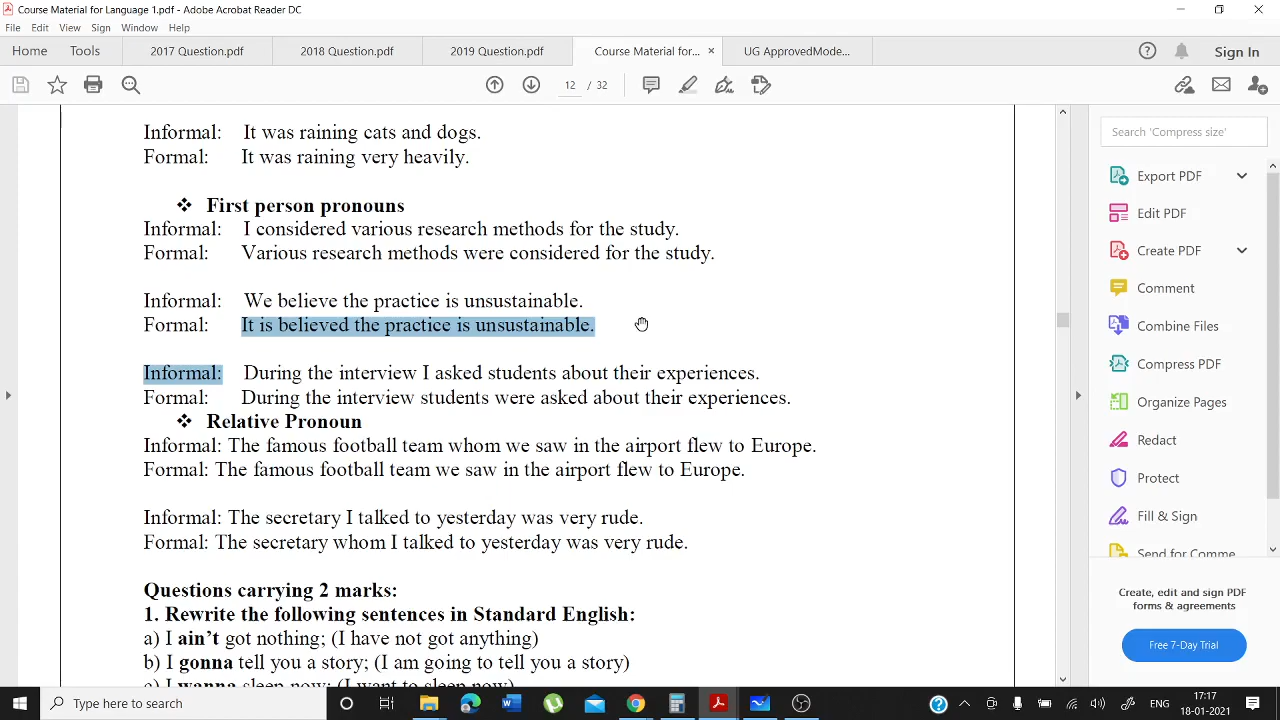 Course Material for Language 1.pdf - Adobe Acrobat Reader DC
File Edit View Sign Window Help
Home Tools 2017 Question.pdf 2018 Question.pdf 2019 Question.pdf Course Material for... × UG ApprovedMode... Sign In
12 / 32
Informal: It was raining cats and dogs.
Formal: It was raining very heavily.
❖ First person pronouns
Informal: I considered various research methods for the study.
Formal: Various research methods were considered for the study.
Informal: We believe the practice is unsustainable.
Formal: It is believed the practice is unsustainable.
Informal: During the interview I asked students about their experiences.
Formal: During the interview students were asked about their experiences.
❖ Relative Pronoun
Informal: The famous football team whom we saw in the airport flew to Europe.
Formal: The famous football team we saw in the airport flew to Europe.
Informal: The secretary I talked to yesterday was very rude.
Formal: The secretary whom I talked to yesterday was very rude.
Questions carrying 2 marks:
1. Rewrite the following sentences in Standard English:
a) I ain't got nothing; (I have not got anything)
b) I gonna tell you a story; (I am going to tell you a story)
c) I wanna sleep now; (I want to sleep now)
Search 'Compress size'
Export PDF
Edit PDF
Create PDF
Comment
Combine Files
Compress PDF
Organize Pages
Redact
Protect
Fill & Sign
Send for Comme
Create, edit and sign PDF
forms & agreements
Free 7-Day Trial
Type here to search
ENG
17:17
18-01-2021